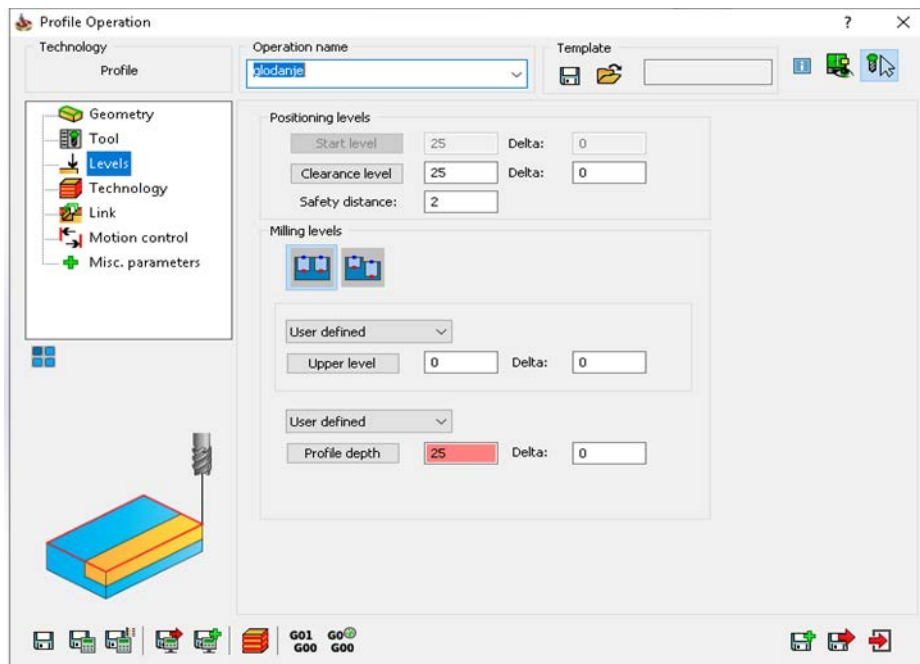 Profile Operation ? X
Technology
Profile
Operation name
glodanje
Template
Geometry
Tool
Levels
Technology
Link
Motion control
Misc. parameters
Positioning levels
Start level 25 Delta: 0
Clearance level 25 Delta: 0
Safety distance: 2
Milling levels
User defined
Upper level 0 Delta: 0
User defined
Profile depth 25 Delta: 0
G01 G0
G00 G00